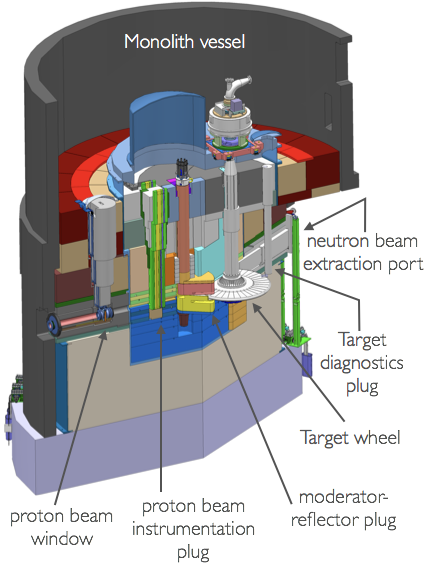 Monolith vessel
neutron beam
extraction port
Target
diagnostics
plug
Target wheel
moderator-
reflector plug
proton beam
instrumentation
plug
proton beam
window